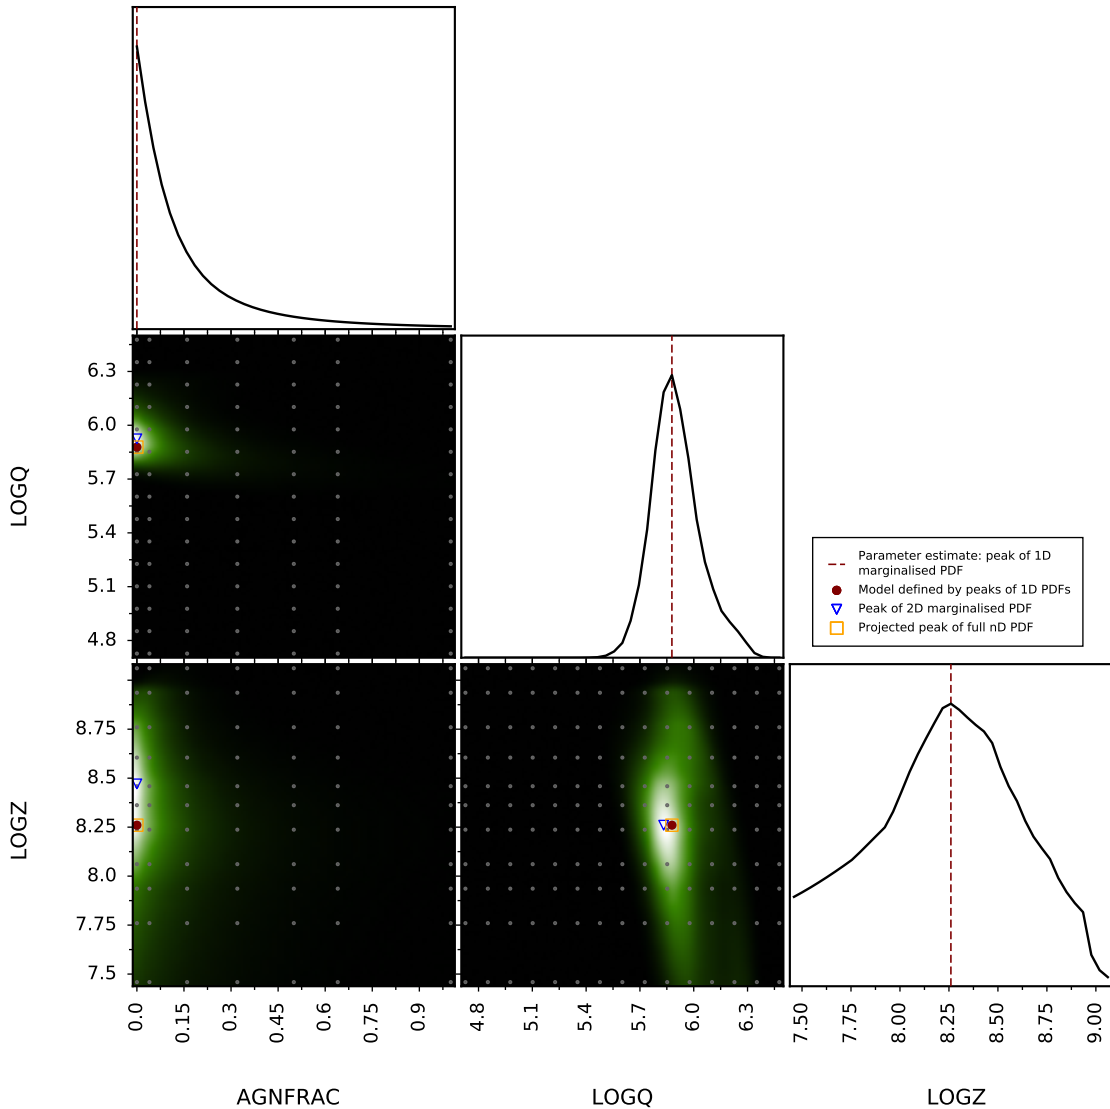 6.3
6.0
5.7
5.4
5.1
4.8
LOGQ
Parameter estimate: peak of 1D
marginalised PDF
Model defined by peaks of 1D PDFs
Peak of 2D marginalised PDF
Projected peak of full nD PDF
8.75
8.5
8.25
8.0
7.75
7.5
LOGZ
0.0 0.15 0.3 0.45 0.6 0.75 0.9
4.8 5.1 5.4 5.7 6.0 6.3
7.50 7.75 8.00 8.25 8.50 8.75 9.00
AGNFRAC LOGQ LOGZ